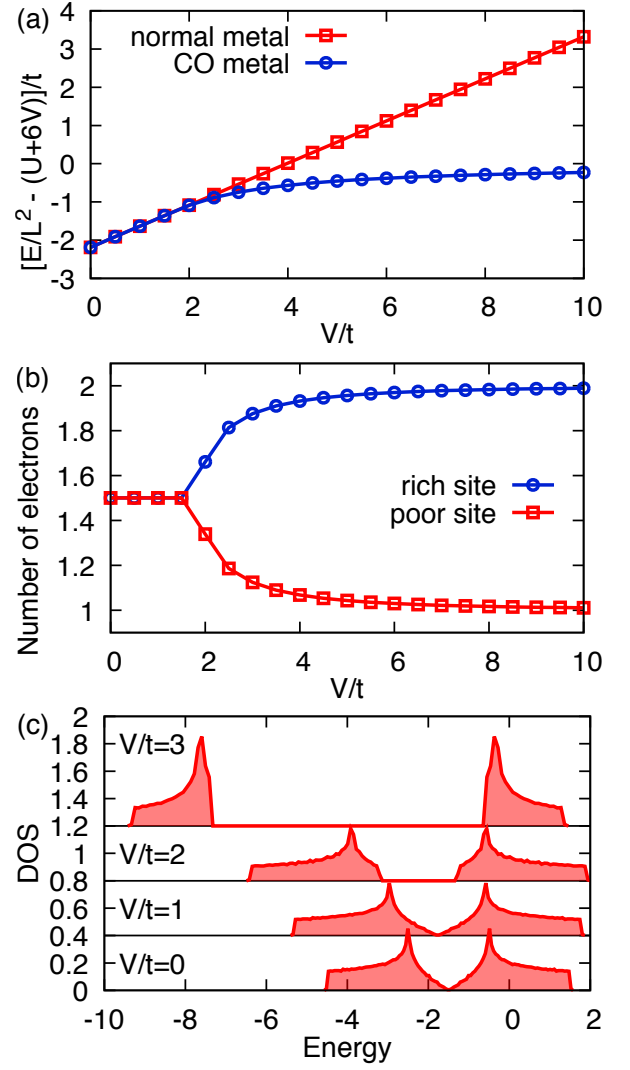 (a)
4
3
2
1
0
-1
-2
-3
normal metal
CO metal
[E/L² - (U+6V)]/t
0 2 4 6 8 10
V/t
(b)
2
1.8
1.6
1.4
1.2
1
rich site
poor site
Number of electrons
0 2 4 6 8 10
V/t
(c)
2
1.8
1.6
1.4
1.2
1
0.8
0.6
0.4
0.2
0
V/t=3
V/t=2
V/t=1
V/t=0
DOS
-10 -8 -6 -4 -2 0 2
Energy